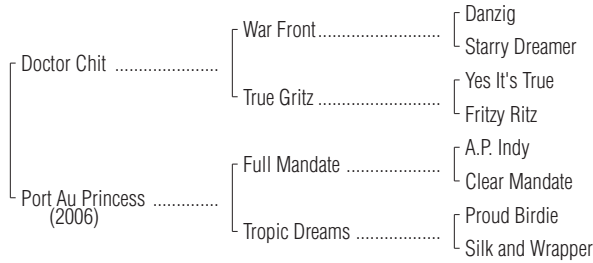 Danzig
War Front........................
Starry Dreamer
Doctor Chit .....................
Yes It's True
True Gritz ........................
Fritzy Ritz
A.P. Indy
Full Mandate ...................
Clear Mandate
Port Au Princess .............
(2006)
Proud Birdie
Tropic Dreams .................
Silk and Wrapper